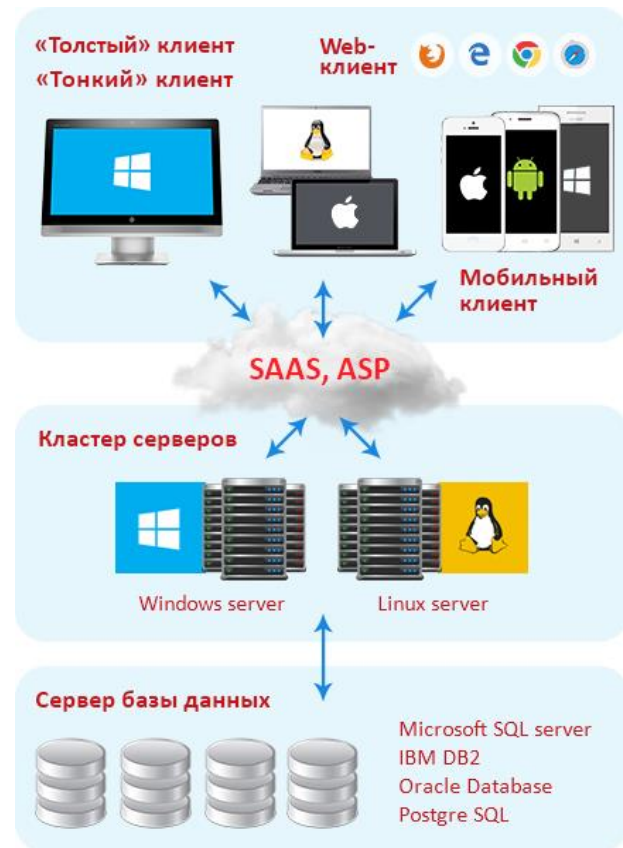 «Толстый» клиент
«Тонкий» клиент
Web-
клиент
Мобильный
клиент
SAAS, ASP
Кластер серверов
Windows server
Linux server
Сервер базы данных
Microsoft SQL server
IBM DB2
Oracle Database
Postgre SQL